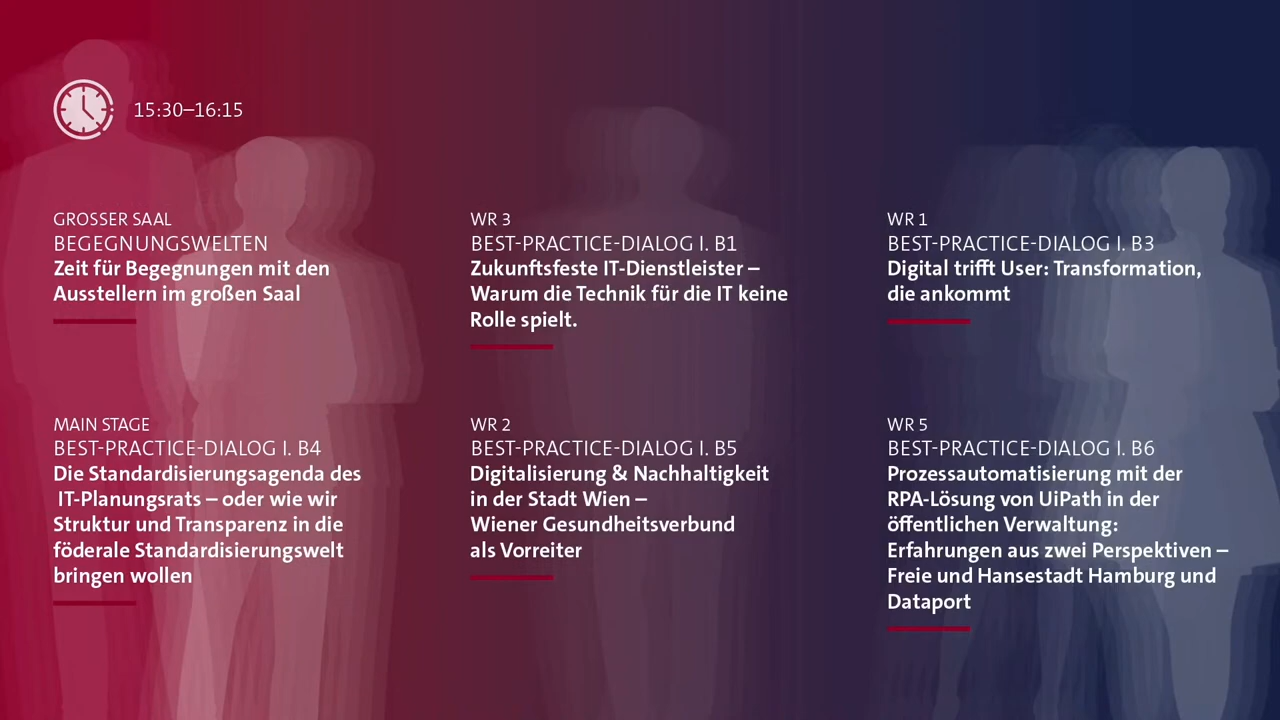 15:30–16:15
GROSSER SAAL
BEGEGNUNGSWELTEN
Zeit für Begegnungen mit den
Ausstellern im großen Saal
WR 3
BEST-PRACTICE-DIALOG I. B1
Zukunftsfeste IT-Dienstleister –
Warum die Technik für die IT keine
Rolle spielt.
WR 1
BEST-PRACTICE-DIALOG I. B3
Digital trifft User: Transformation,
die ankommt
MAIN STAGE
BEST-PRACTICE-DIALOG I. B4
Die Standardisierungsagenda des
IT-Planungsrats – oder wie wir
Struktur und Transparenz in die
föderale Standardisierungswelt
bringen wollen
WR 2
BEST-PRACTICE-DIALOG I. B5
Digitalisierung & Nachhaltigkeit
in der Stadt Wien –
Wiener Gesundheitsverbund
als Vorreiter
WR 5
BEST-PRACTICE-DIALOG I. B6
Prozessautomatisierung mit der
RPA-Lösung von UiPath in der
öffentlichen Verwaltung:
Erfahrungen aus zwei Perspektiven –
Freie und Hansestadt Hamburg und
Dataport